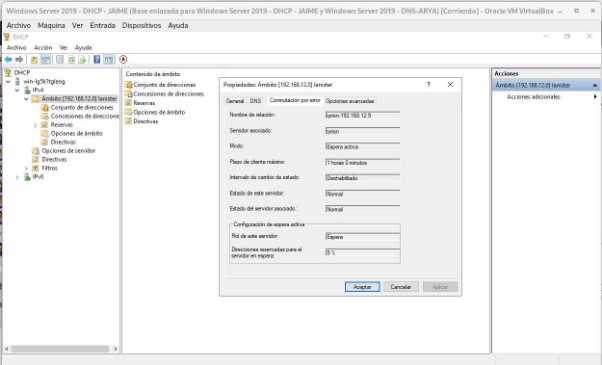 Windows Server 2019 - DHCP - JAIME (Base enlazada para Windows Server 2019 - DHCP - JAIME y Windows Server 2019 - DNS-ARYA) [Corriendo] - Oracle VM VirtualBox
Archivo Máquina Ver Entrada Dispositivos Ayuda
DHCP
Archivo Acción Ver Ayuda
DHCP
IPv4
Ámbito [192.168.12.0] lanister
Conjunto de direcciones
Concesiones de direcciones
Reservas
Opciones de ámbito
Directivas
Opciones de servidor
Directivas
Filtros
IPv6
Contenido de ámbito
Conjunto de direcciones
Concesiones de direcciones
Reservas
Opciones de ámbito
Directivas
Propiedades: Ámbito [192.168.12.0] lanister ? X
General DNS Conmutación por error Opciones avanzadas
Nombre de relación: tyrion-192.168.12.9
Servidor asociado: tyrion
Modo: Espera activa
Plazo de cliente máximo: 1 horas 0 minutos
Intervalo de cambio de estado: Deshabilitado
Estado de este servidor: Normal
Estado del servidor asociado: Normal
Configuración de espera activa
Rol de este servidor: Espera
Direcciones reservadas para el
servidor en espera: 5 %
Aceptar Cancelar Aplicar
Acciones
Ámbito [192.168.12.0] lanister
Acciones adicionales